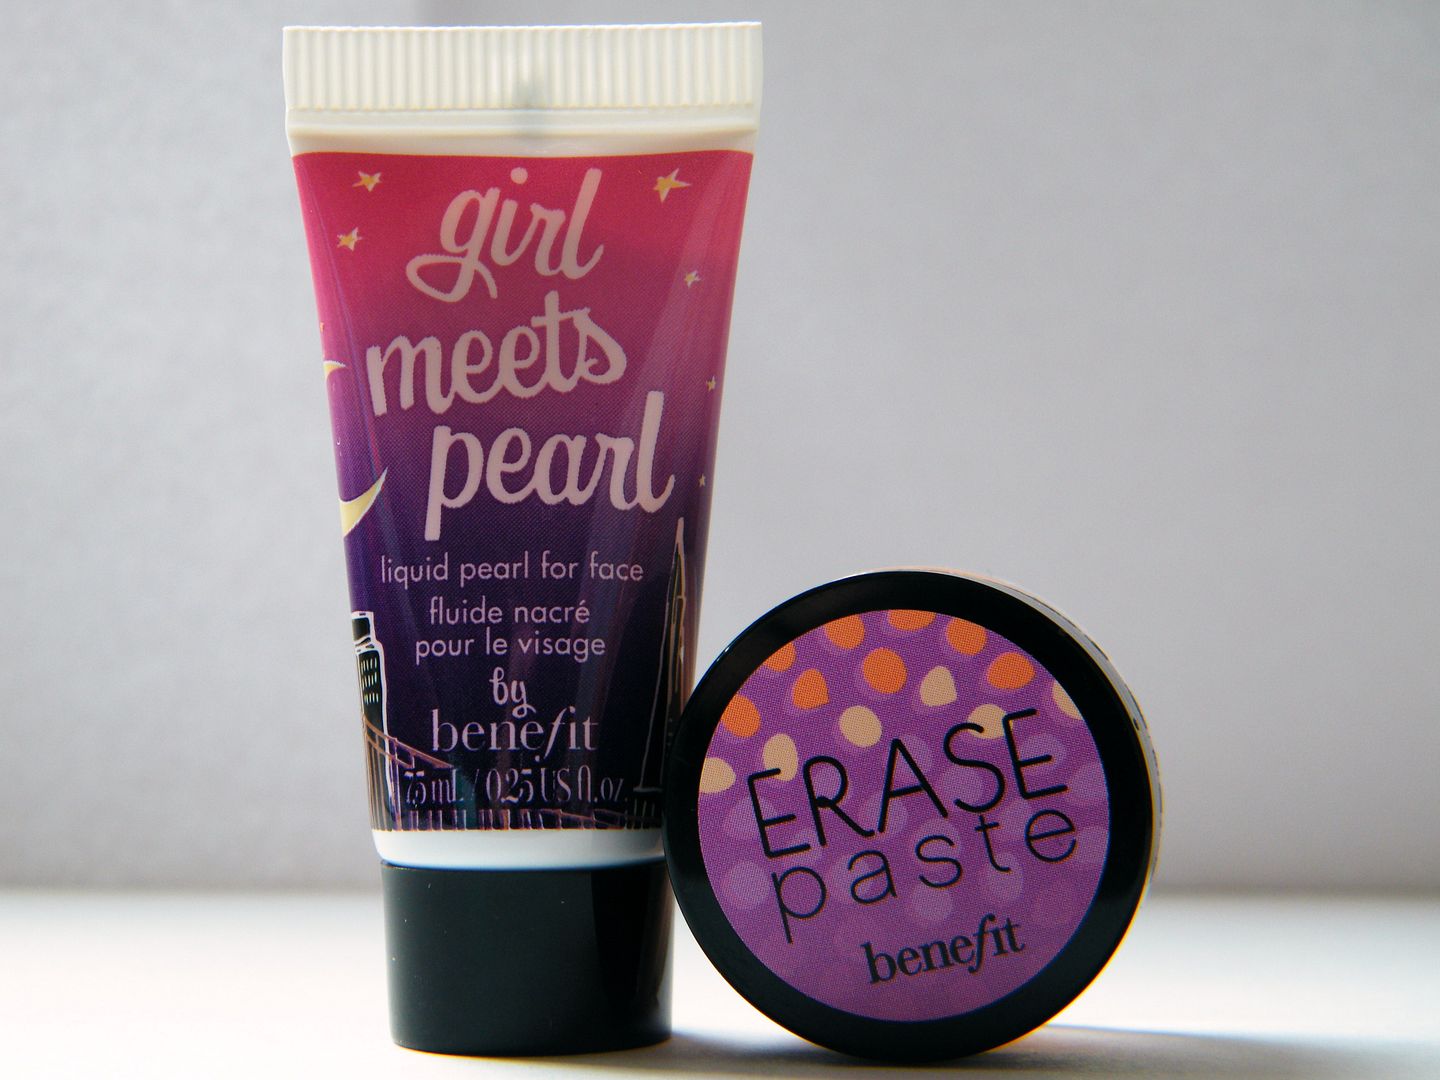 girl
meets
pearl
liquid pearl for face
fluide nacré
pour le visage
by
benefit
7.5 mL / 0.25 US fl. oz.
ERASE
paste
benefit